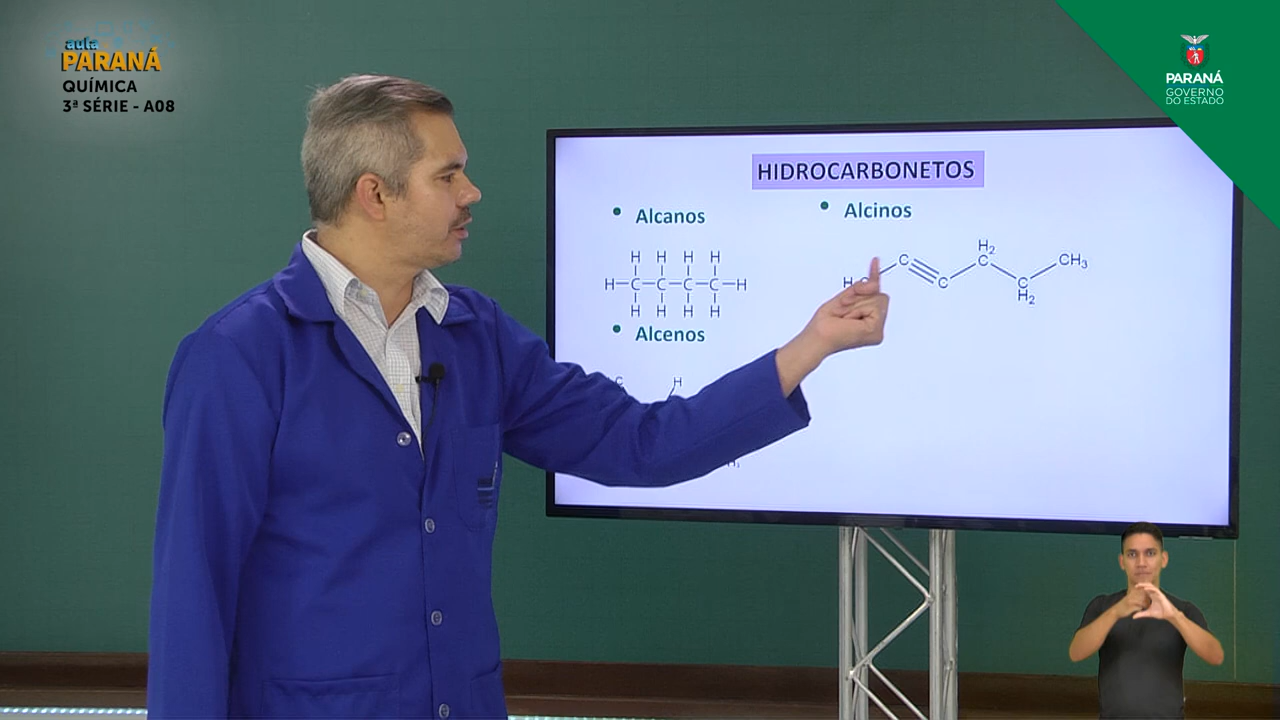 aula
PARANÁ
QUÍMICA
3ª SÉRIE - A08
PARANÁ
GOVERNO
DO ESTADO
HIDROCARBONETOS
• Alcanos
H H H H
H-C-C-C-C-H
H H H H
• Alcenos
H
• Alcinos
H₂
C C CH₃
C C
H₂